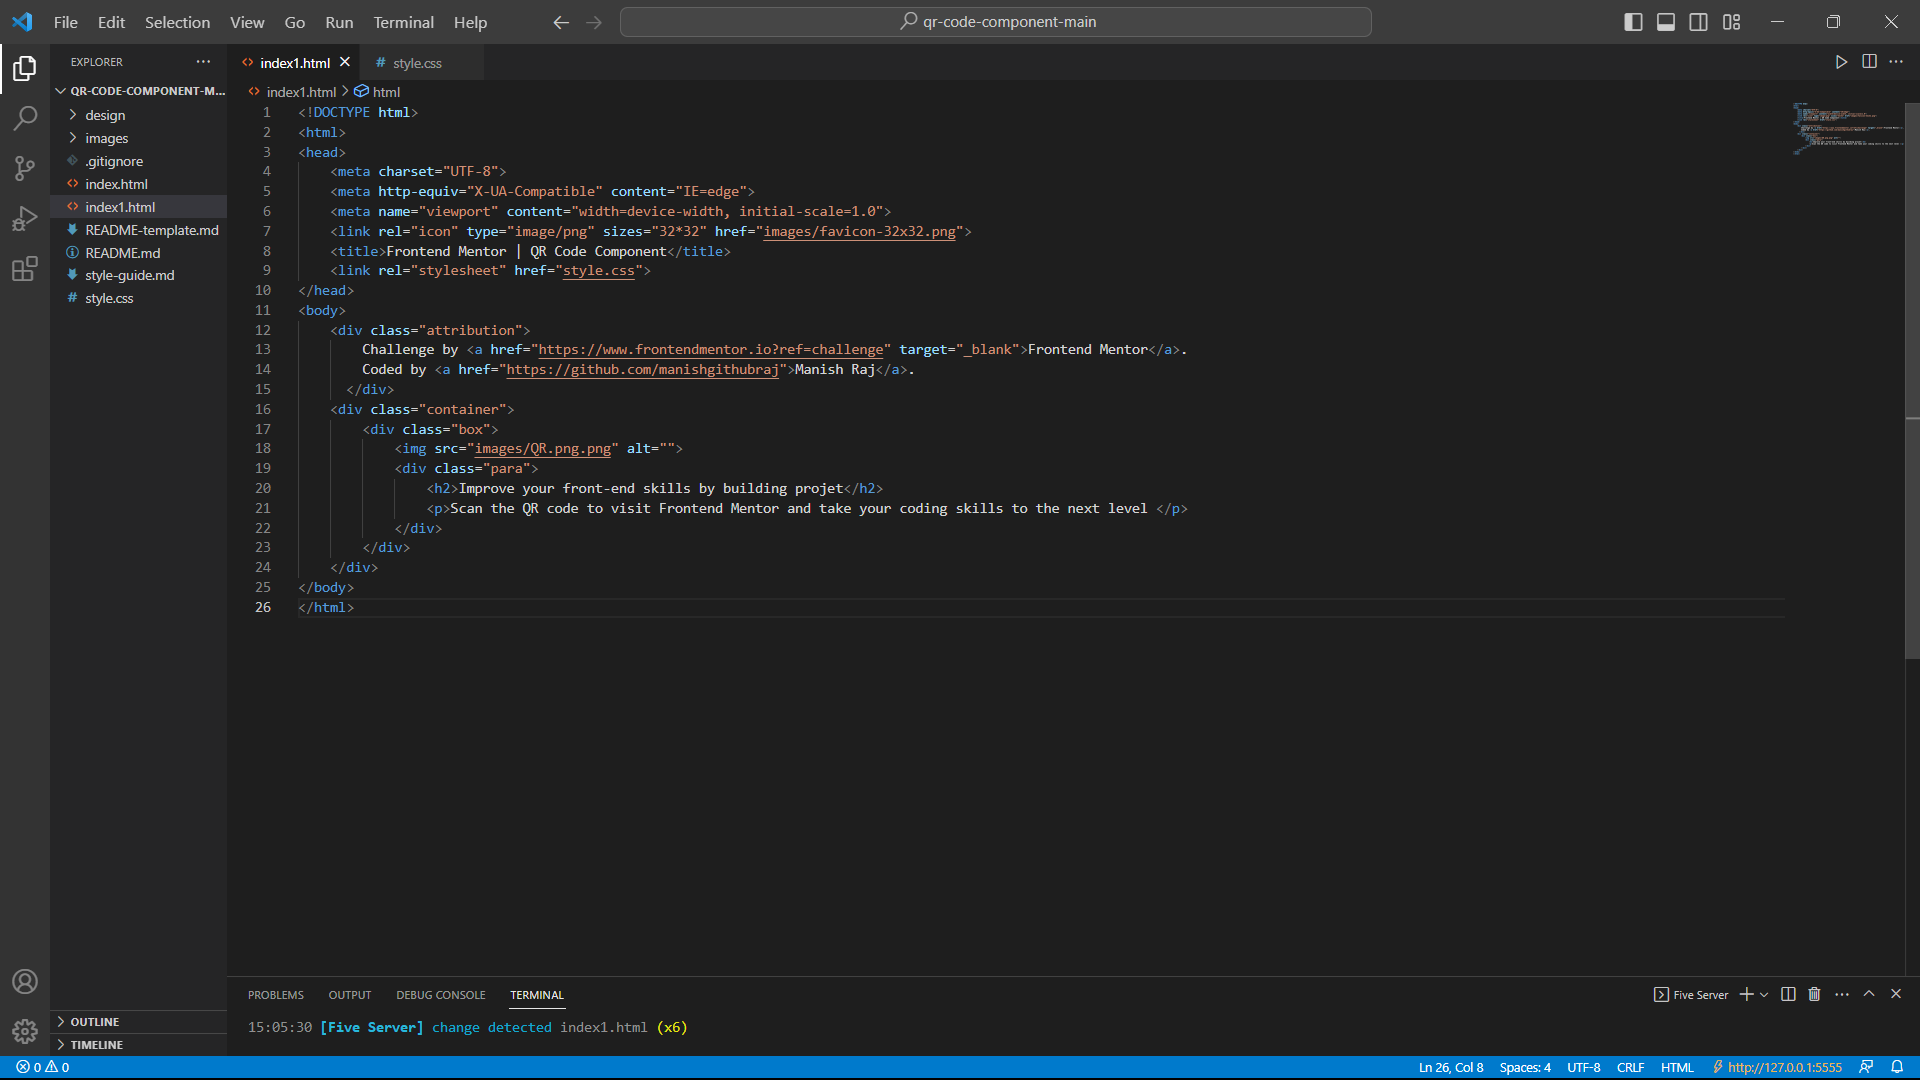 File Edit Selection View Go Run Terminal Help
qr-code-component-main
EXPLORER
QR-CODE-COMPONENT-M...
design
images
.gitignore
index.html
index1.html
README-template.md
README.md
style-guide.md
style.css
OUTLINE
TIMELINE
index1.html style.css
index1.html > html
1 <!DOCTYPE html>
2 <html>
3 <head>
4 <meta charset="UTF-8">
5 <meta http-equiv="X-UA-Compatible" content="IE=edge">
6 <meta name="viewport" content="width=device-width, initial-scale=1.0">
7 <link rel="icon" type="image/png" sizes="32*32" href="images/favicon-32x32.png">
8 <title>Frontend Mentor | QR Code Component</title>
9 <link rel="stylesheet" href="style.css">
10 </head>
11 <body>
12 <div class="attribution">
13 Challenge by <a href="https://www.frontendmentor.io?ref=challenge" target="_blank">Frontend Mentor</a>.
14 Coded by <a href="https://github.com/manishgithubraj">Manish Raj</a>.
15 </div>
16 <div class="container">
17 <div class="box">
18 <img src="images/QR.png.png" alt="">
19 <div class="para">
20 <h2>Improve your front-end skills by building projet</h2>
21 <p>Scan the QR code to visit Frontend Mentor and take your coding skills to the next level </p>
22 </div>
23 </div>
24 </div>
25 </body>
26 </html>
PROBLEMS OUTPUT DEBUG CONSOLE TERMINAL Five Server
15:05:30 [Five Server] change detected index1.html (x6)
0 0 Ln 26, Col 8 Spaces: 4 UTF-8 CRLF HTML http://127.0.0.1:5555